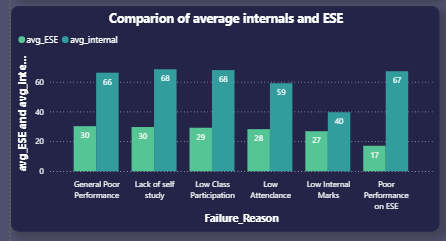 Comparion of average internals and ESE
avg_ESE avg_internal
avg_ESE and avg_inte...
60
40
20
0
30 66
30 68
29 68
28 59
27 40
17 67
General Poor
Performance
Lack of self
study
Low Class
Participation
Low
Attendance
Low Internal
Marks
Poor
Performance
on ESE
Failure_Reason